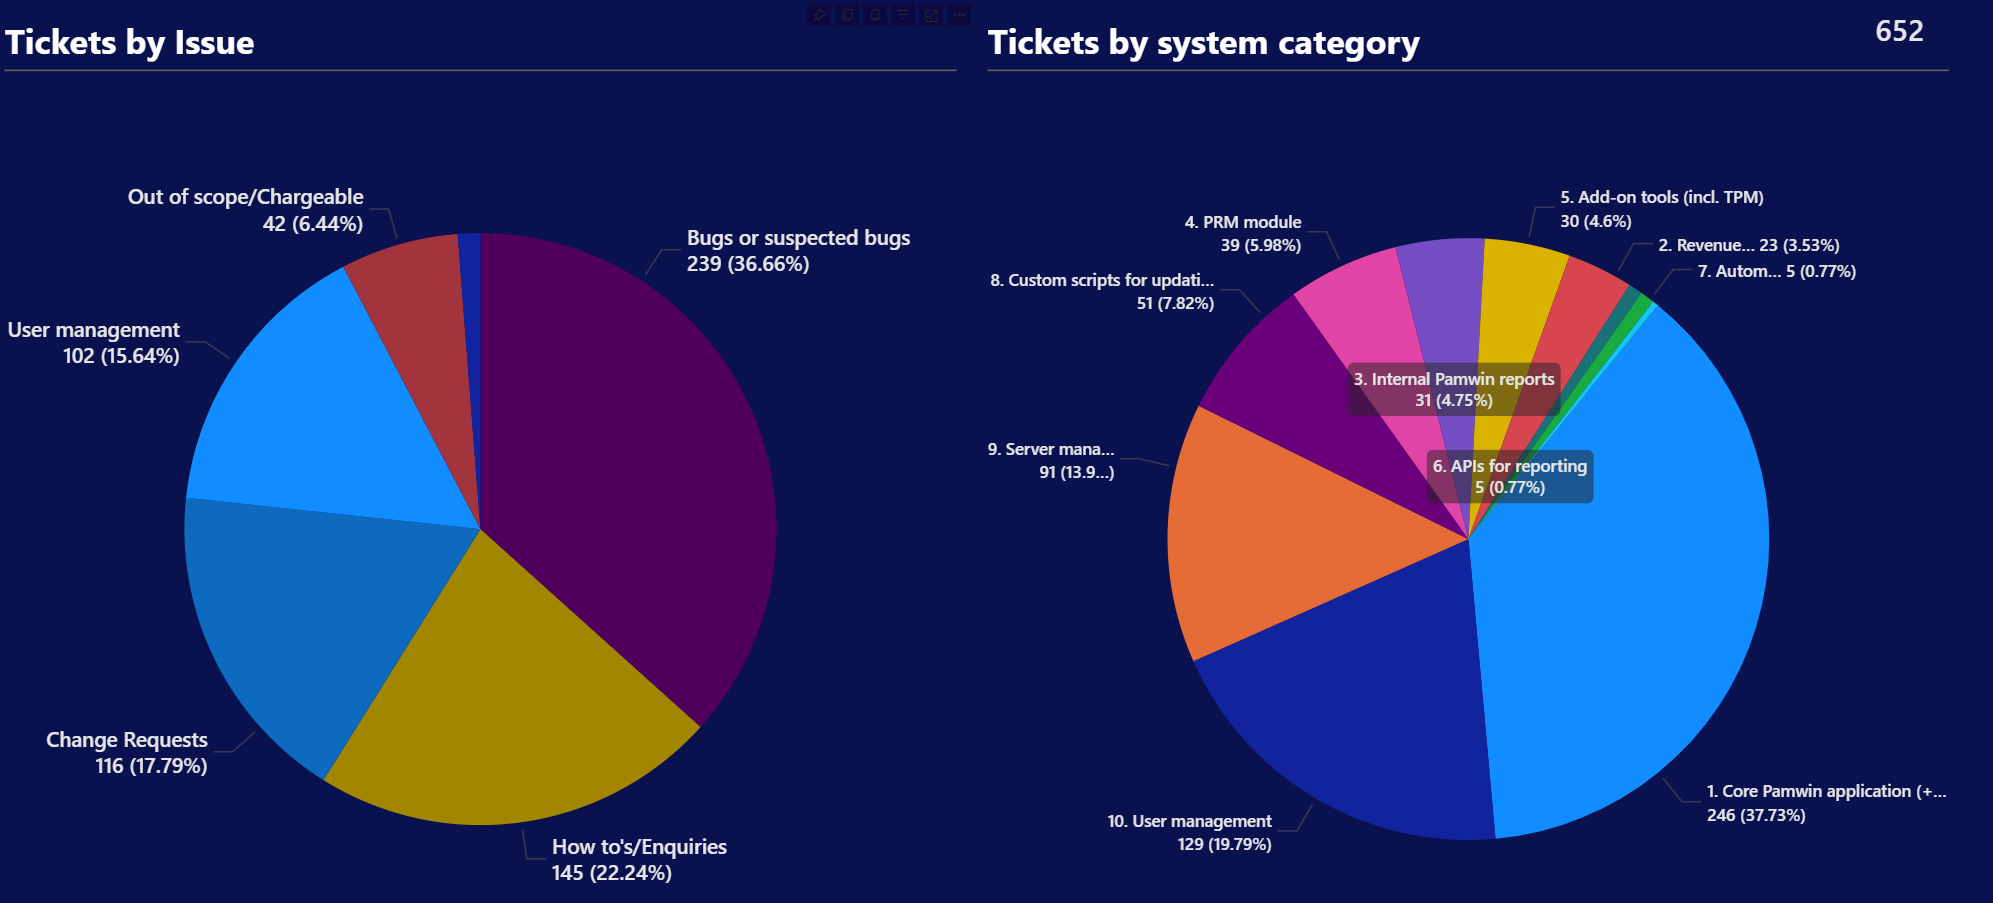 Tickets by Issue
Out of scope/Chargeable
42 (6.44%)
Bugs or suspected bugs
239 (36.66%)
User management
102 (15.64%)
Change Requests
116 (17.79%)
How to's/Enquiries
145 (22.24%)
Tickets by system category
652
5. Add-on tools (incl. TPM)
30 (4.6%)
4. PRM module
39 (5.98%)
2. Revenue... 23 (3.53%)
7. Autom... 5 (0.77%)
8. Custom scripts for updati...
51 (7.82%)
3. Internal Pamwin reports
31 (4.75%)
9. Server mana...
91 (13.9...)
6. APIs for reporting
5 (0.77%)
1. Core Pamwin application (+...
246 (37.73%)
10. User management
129 (19.79%)